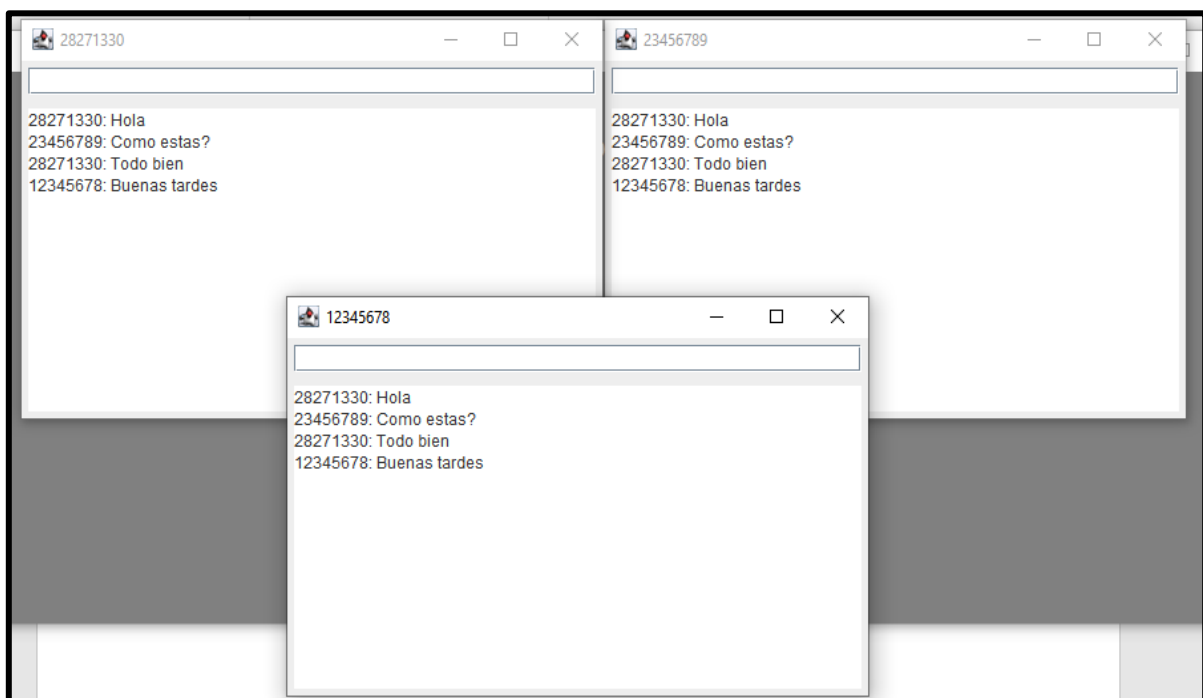 28271330
28271330: Hola
23456789: Como estas?
28271330: Todo bien
12345678: Buenas tardes
23456789
28271330: Hola
23456789: Como estas?
28271330: Todo bien
12345678: Buenas tardes
12345678
28271330: Hola
23456789: Como estas?
28271330: Todo bien
12345678: Buenas tardes